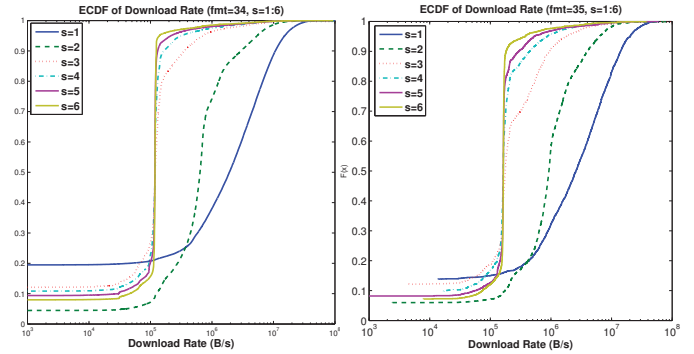 ECDF of Download Rate (fmt=34, s=1:6)
1
0.9
0.8
0.7
0.6
0.5
0.4
0.3
0.2
0.1
0
s=1
s=2
s=3
s=4
s=5
s=6
10^3 10^4 10^5 10^6 10^7 10^8
Download Rate (B/s)
ECDF of Download Rate (fmt=35, s=1:6)
F(x)
1
0.9
0.8
0.7
0.6
0.5
0.4
0.3
0.2
0.1
0
s=1
s=2
s=3
s=4
s=5
s=6
10^3 10^4 10^5 10^6 10^7 10^8
Download Rate (B/s)